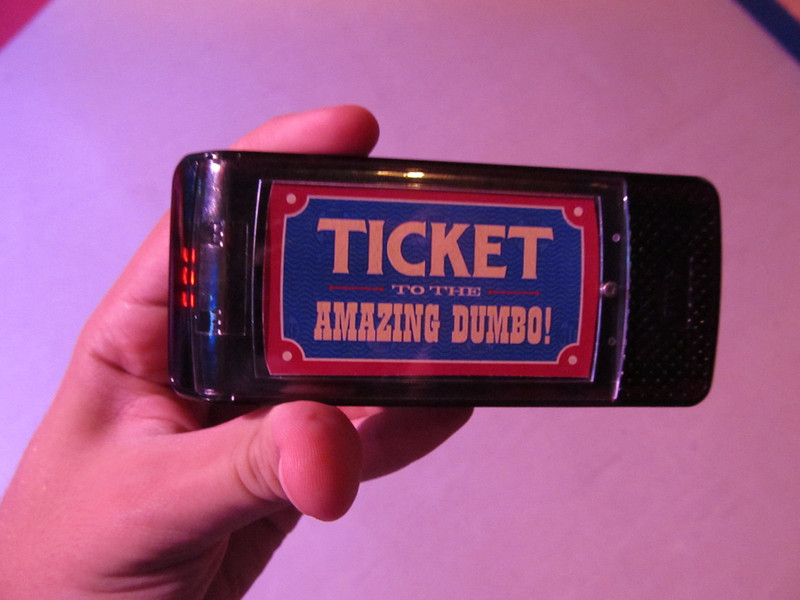 TICKET
TO THE
AMAZING DUMBO!